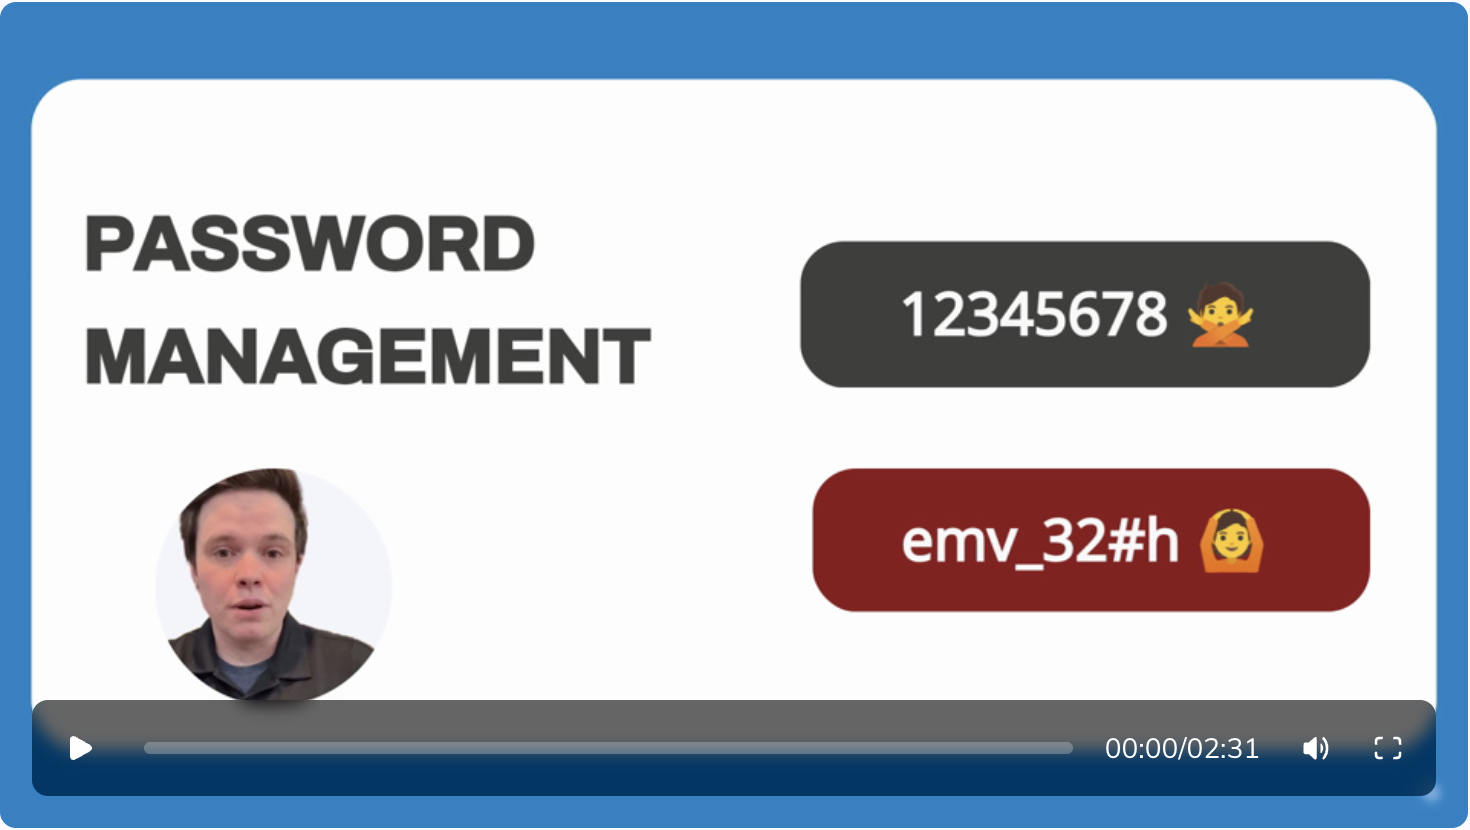 PASSWORD
MANAGEMENT
12345678 🙅
emv_32#h 🙆
00:00/02:31